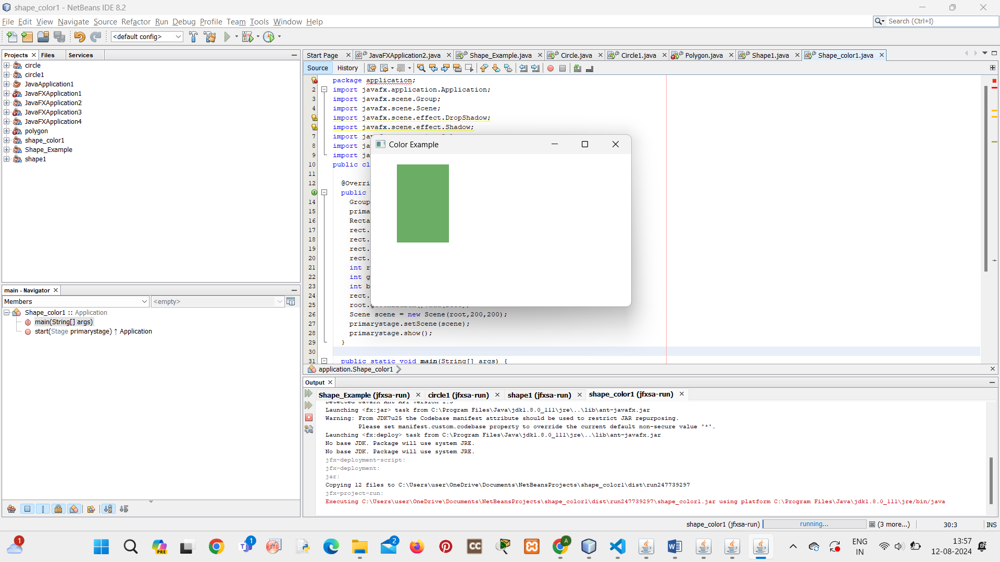 shape_color1 - NetBeans IDE 8.2
File Edit View Navigate Source Refactor Run Debug Profile Team Tools Window Help
Search (Ctrl+I)
<default config>
Projects Files Services
circle
circle1
JavaApplication1
JavaFXApplication1
JavaFXApplication2
JavaFXApplication3
JavaFXApplication4
polygon
shape_color1
Shape_Example
shape1
main - Navigator
Members <empty>
Shape_color1 :: Application
main(String[] args)
start(Stage primarystage) ↑ Application
Start Page JavaFXApplication2.java Shape_Example.java Circle.java Circle1.java Polygon.java Shape1.java Shape_color1.java
Source History
package application;
2 import javafx.application.Application;
3 import javafx.scene.Group;
4 import javafx.scene.Scene;
import javafx.scene.effect.DropShadow;
import javafx.scene.effect.Shadow;
7 import jav
8 import ja
9 import ja
10 public cl
11
12 @Overri
public
14 Group
15 prima
16 Recta
17 rect.
18 rect.
19 rect.
20 rect.
21 int r
22 int g
23 int b
24 rect.
25
26 Scene scene = new Scene(root,200,200);
27 primarystage.setScene(scene);
28 primarystage.show();
29 }
30
31 public static void main(String[] args) {
Color Example
application.Shape_color1
Output
Shape_Example (jfxsa-run) circle1 (jfxsa-run) shape1 (jfxsa-run) shape_color1 (jfxsa-run)
Detected JavaFX Ant API version 1.3
Launching <fx:jar> task from C:\Program Files\Java\jdk1.8.0_111\jre\..\lib\ant-javafx.jar
Warning: From JDK7u25 the Codebase manifest attribute should be used to restrict JAR repurposing.
Please set manifest.custom.codebase property to override the current default non-secure value '*'.
Launching <fx:deploy> task from C:\Program Files\Java\jdk1.8.0_111\jre\..\lib\ant-javafx.jar
No base JDK. Package will use system JRE.
No base JDK. Package will use system JRE.
jfx-deployment-script:
jfx-deployment:
jar:
Copying 12 files to C:\Users\user\OneDrive\Documents\NetBeansProjects\shape_color1\dist\run247739297
jfx-project-run:
Executing C:\Users\user\OneDrive\Documents\NetBeansProjects\shape_color1\dist\run247739297\shape_color1.jar using platform C:\Program Files\Java\jdk1.8.0_111\jre/bin/java
shape_color1 (jfxsa-run) running... (3 more...) 30:3 INS
1 PRE 1 2 CC A
ENG
IN
13:57
12-08-2024